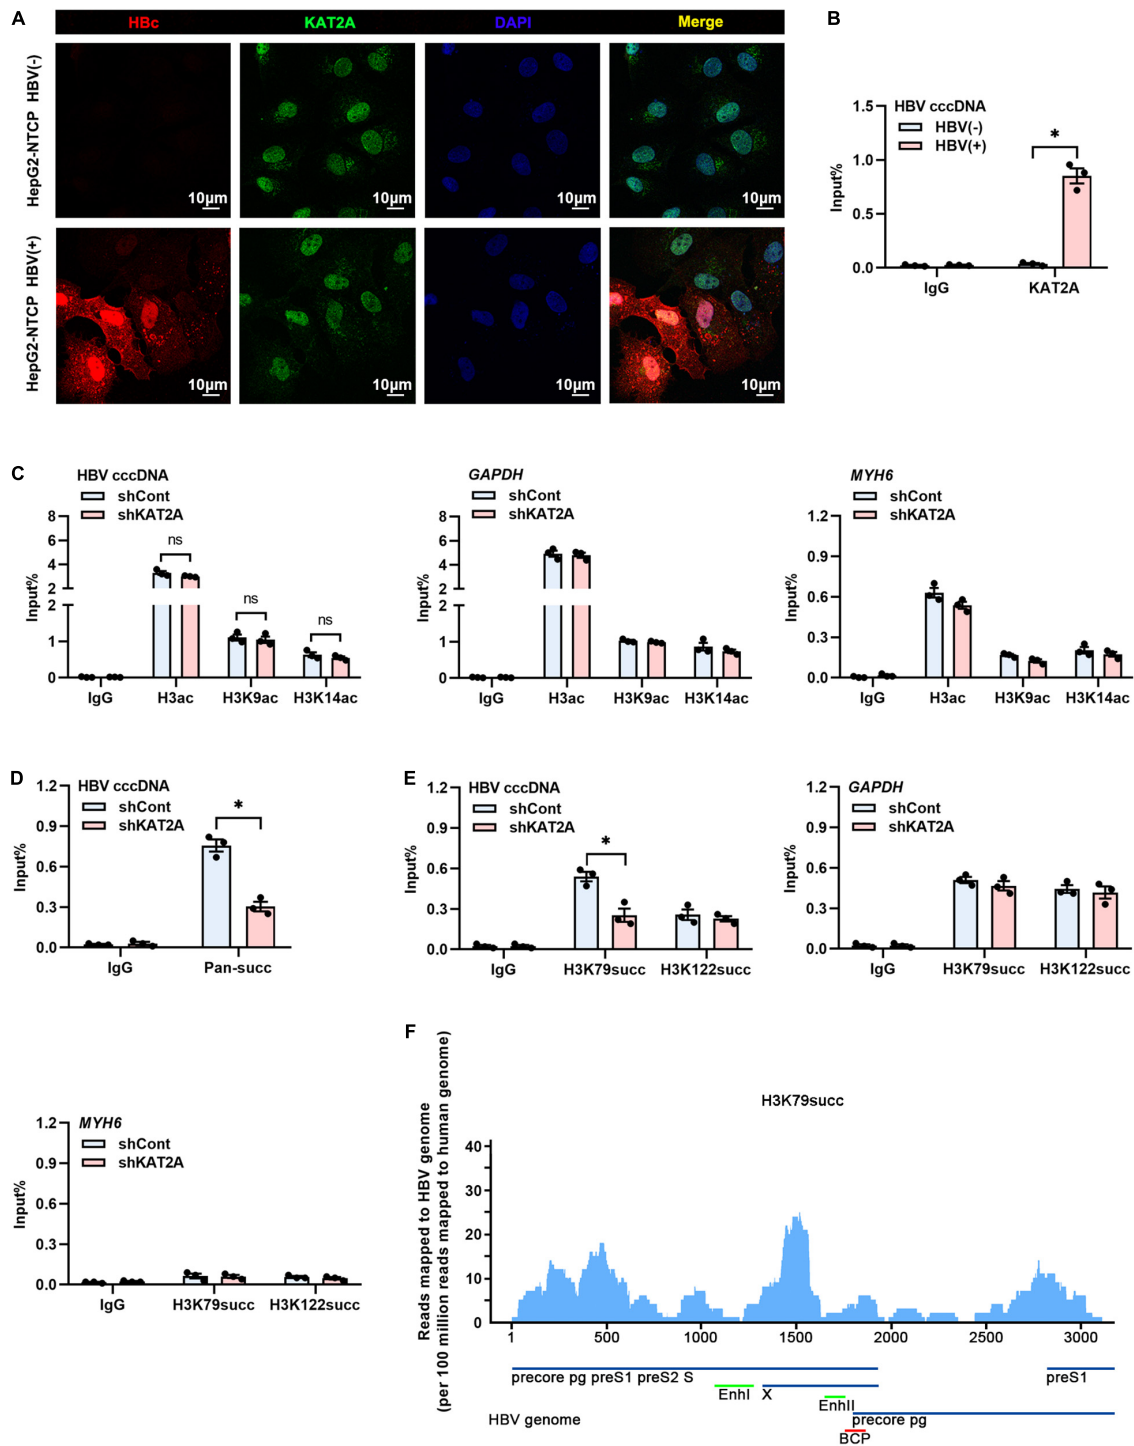 A
HBc KAT2A DAPI Merge
HepG2-NTCP HBV(-)
10μm 10μm 10μm 10μm
HepG2-NTCP HBV(+)
10μm 10μm 10μm 10μm
B
HBV cccDNA
HBV(-)
HBV(+)
*
Input%
1.5
1.0
0.5
0.0
IgG KAT2A
C
HBV cccDNA
shCont
shKAT2A
Input%
8
6
4
2
2
1
0
ns
ns
ns
IgG H3ac H3K9ac H3K14ac
GAPDH
shCont
shKAT2A
Input%
8
6
4
2
2
1
0
IgG H3ac H3K9ac H3K14ac
MYH6
shCont
shKAT2A
Input%
1.2
0.9
0.6
0.3
0.0
IgG H3ac H3K9ac H3K14ac
D
HBV cccDNA
shCont
shKAT2A
*
Input%
1.2
0.9
0.6
0.3
0.0
IgG Pan-succ
E
HBV cccDNA
shCont
shKAT2A
*
Input%
1.2
0.9
0.6
0.3
0.0
IgG H3K79succ H3K122succ
GAPDH
shCont
shKAT2A
Input%
1.2
0.9
0.6
0.3
0.0
IgG H3K79succ H3K122succ
MYH6
shCont
shKAT2A
Input%
1.2
0.9
0.6
0.3
0.0
IgG H3K79succ H3K122succ
F
H3K79succ
Reads mapped to HBV genome
(per 100 million reads mapped to human genome)
40
30
20
10
0
1 500 1000 1500 2000 2500 3000
precore pg preS1 preS2 S preS1
EnhI X
EnhII
HBV genome precore pg
BCP